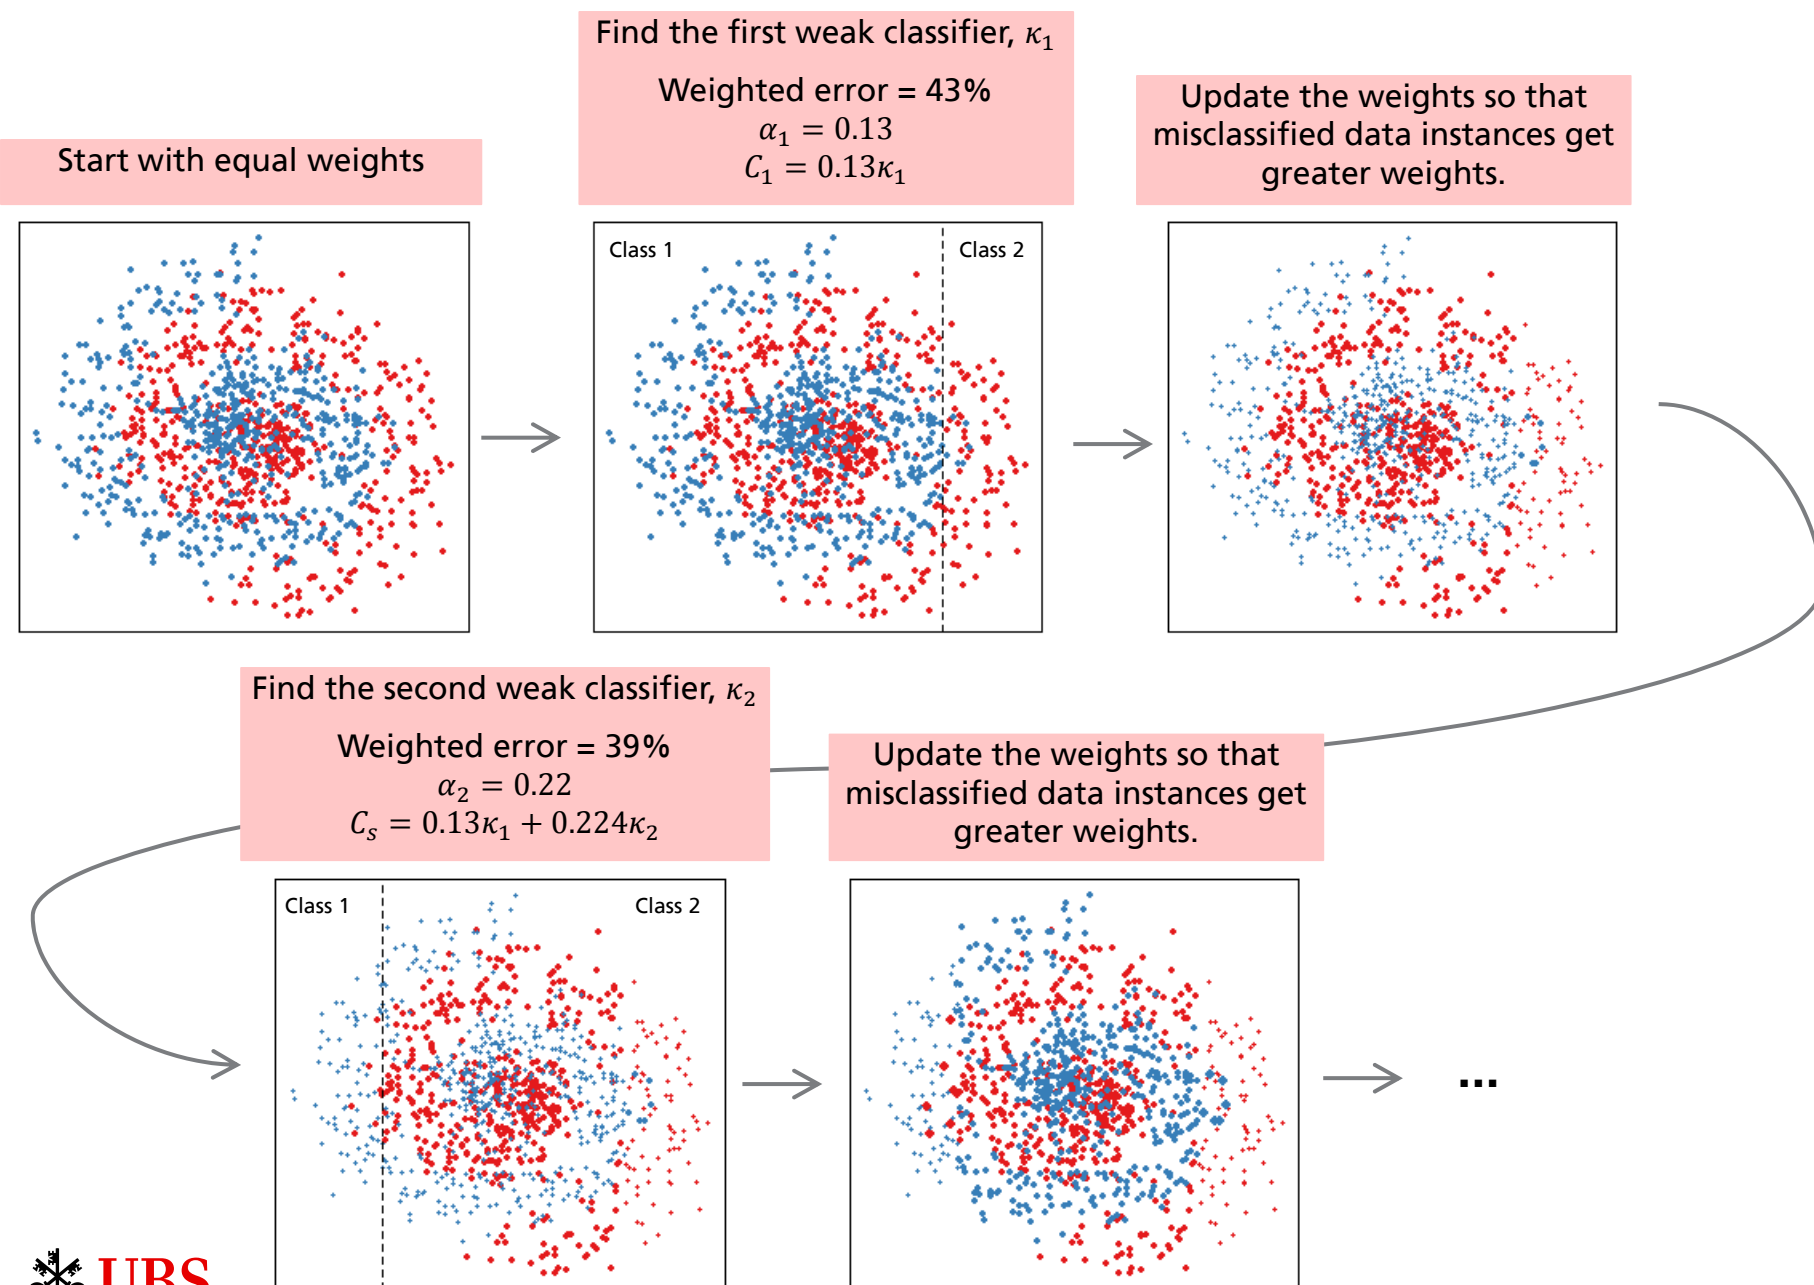 Find the first weak classifier, κ₁
Weighted error = 43%
α₁ = 0.13
C₁ = 0.13κ₁
Update the weights so that
misclassified data instances get
greater weights.
Start with equal weights
Class 1
Class 2
Find the second weak classifier, κ₂
Weighted error = 39%
α₂ = 0.22
Cₛ = 0.13κ₁ + 0.224κ₂
Update the weights so that
misclassified data instances get
greater weights.
Class 1
Class 2
...
UBS